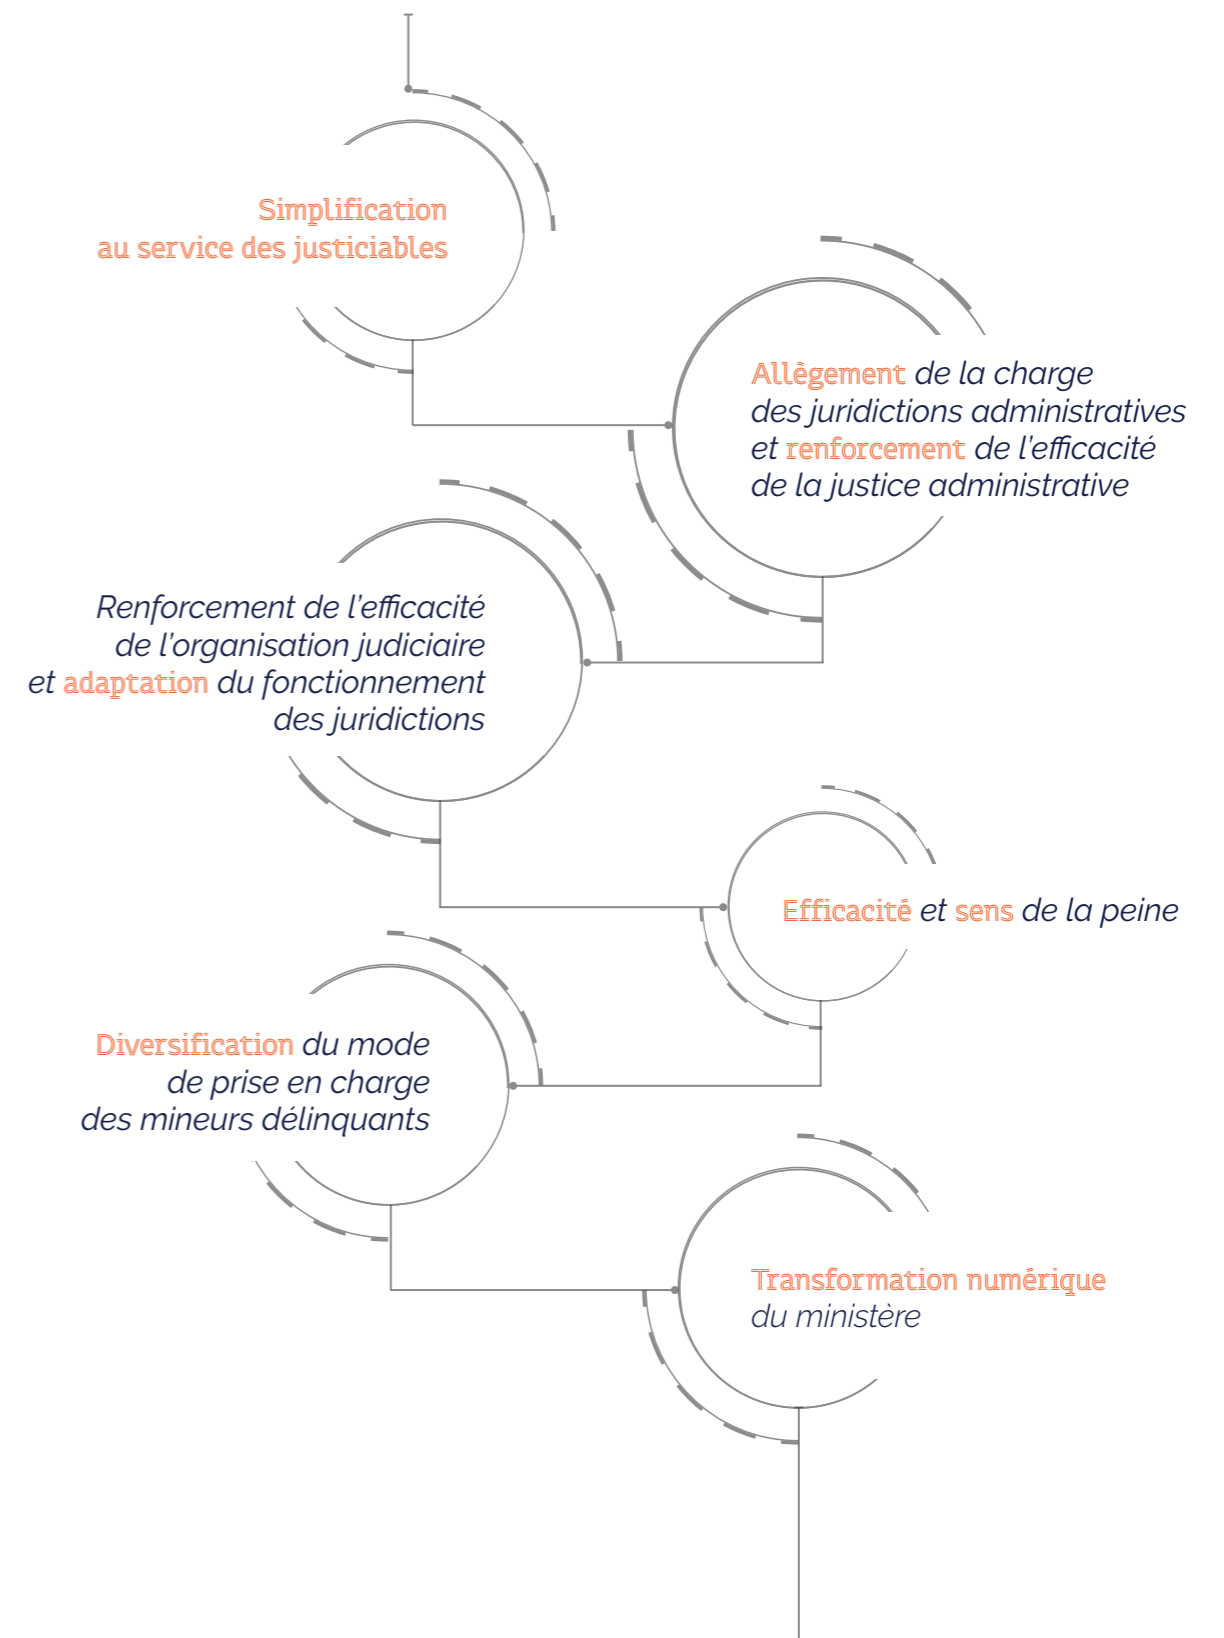 Simplification
au service des justiciables
Allègement de la charge
des juridictions administratives
et renforcement de l'efficacité
de la justice administrative
Renforcement de l'efficacité
de l'organisation judiciaire
et adaptation du fonctionnement
des juridictions
Efficacité et sens de la peine
Diversification du mode
de prise en charge
des mineurs délinquants
Transformation numérique
du ministère